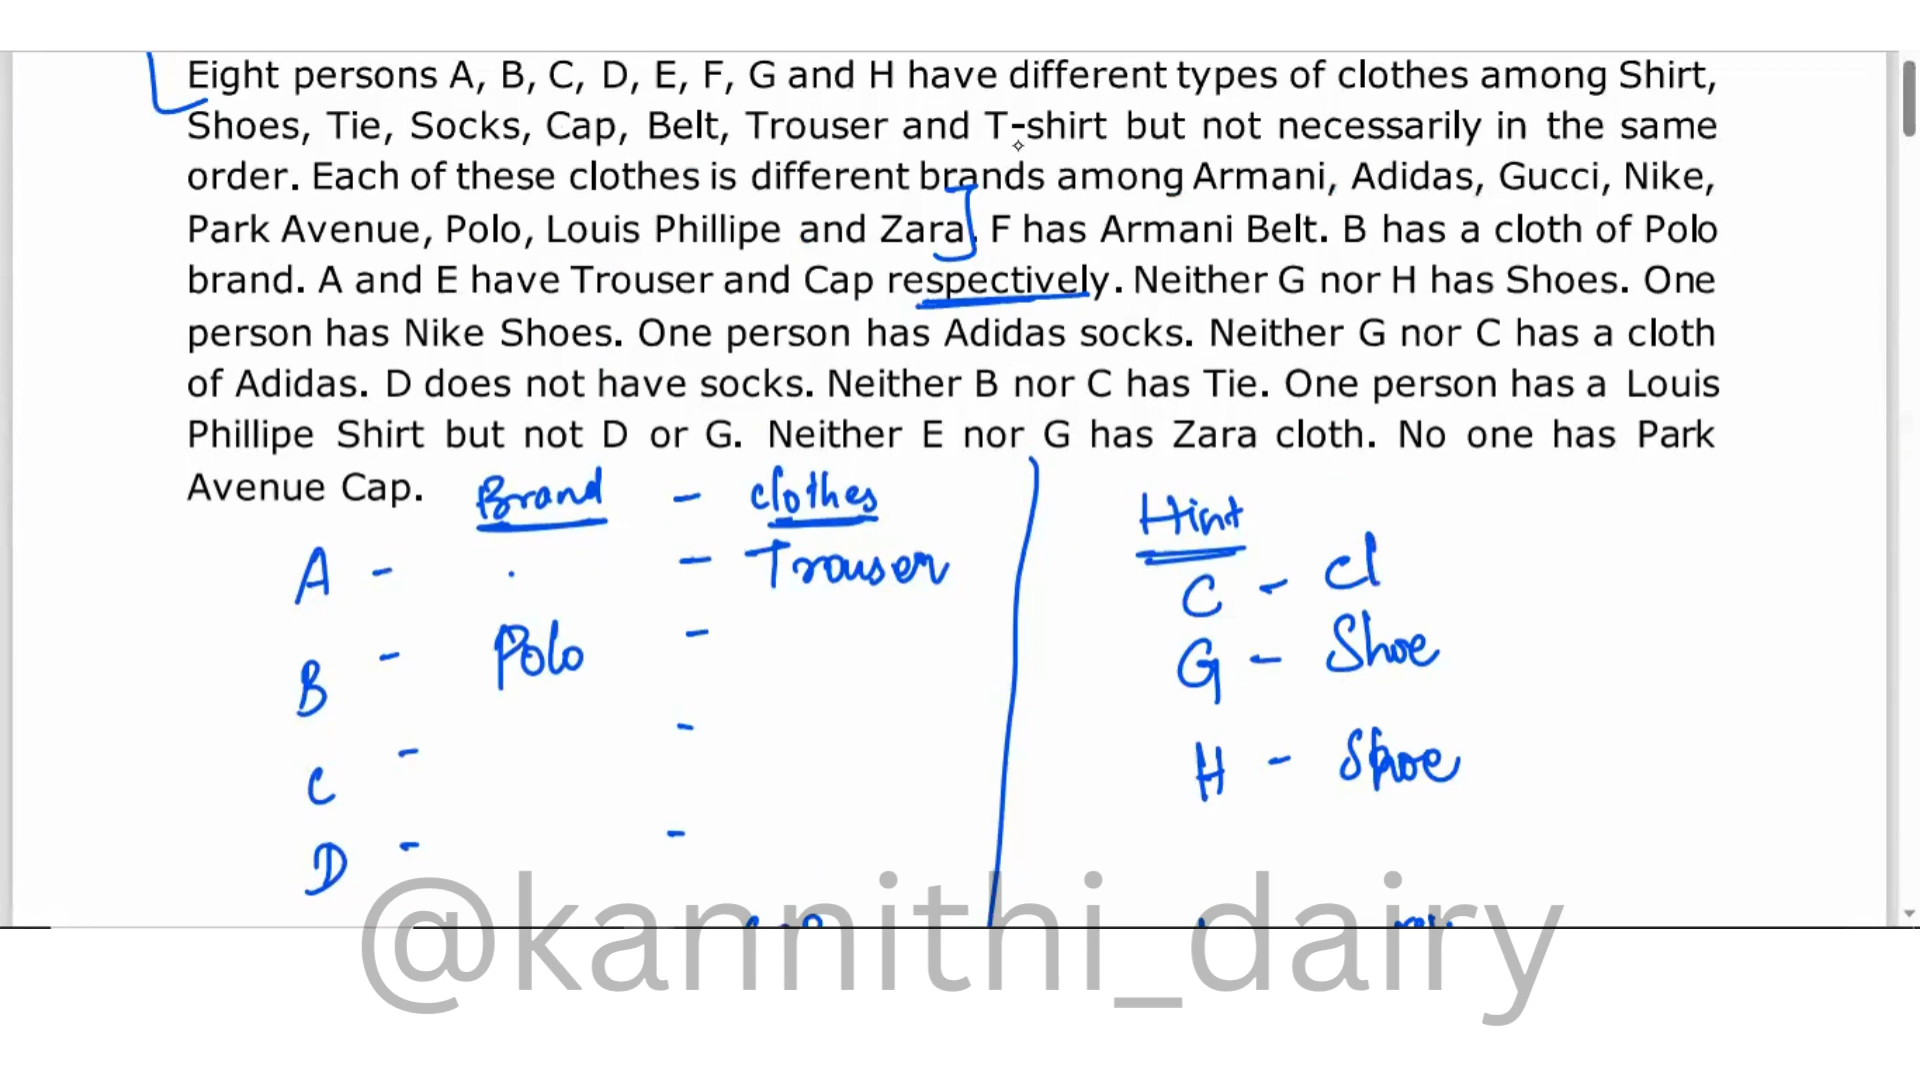 Eight persons A, B, C, D, E, F, G and H have different types of clothes among Shirt,
Shoes, Tie, Socks, Cap, Belt, Trouser and T-shirt but not necessarily in the same
order. Each of these clothes is different brands among Armani, Adidas, Gucci, Nike,
Park Avenue, Polo, Louis Phillipe and Zara. F has Armani Belt. B has a cloth of Polo
brand. A and E have Trouser and Cap respectively. Neither G nor H has Shoes. One
person has Nike Shoes. One person has Adidas socks. Neither G nor C has a cloth
of Adidas. D does not have socks. Neither B nor C has Tie. One person has a Louis
Phillipe Shirt but not D or G. Neither E nor G has Zara cloth. No one has Park
Avenue Cap.
Brand - clothes
Hint
A - - Trouser
C - cl
B - Polo -
G - Shoe
C - -
H - Shoe
D - -
@kannithi_dairy